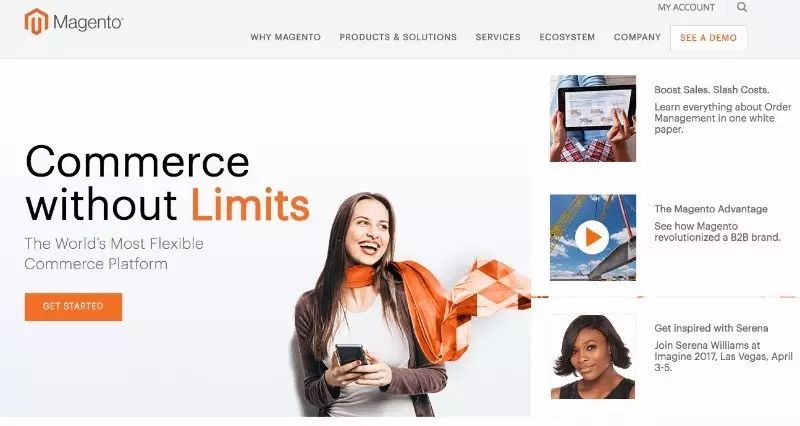 Magento
MY ACCOUNT
WHY MAGENTO
PRODUCTS & SOLUTIONS
SERVICES
ECOSYSTEM
COMPANY
SEE A DEMO
Commerce
without Limits
The World's Most Flexible
Commerce Platform
GET STARTED
Boost Sales. Slash Costs.
Learn everything about Order
Management in one white
paper.
The Magento Advantage
See how Magento
revolutionized a B2B brand.
Get inspired with Serena
Join Serena Williams at
Imagine 2017, Las Vegas, April
3-5.